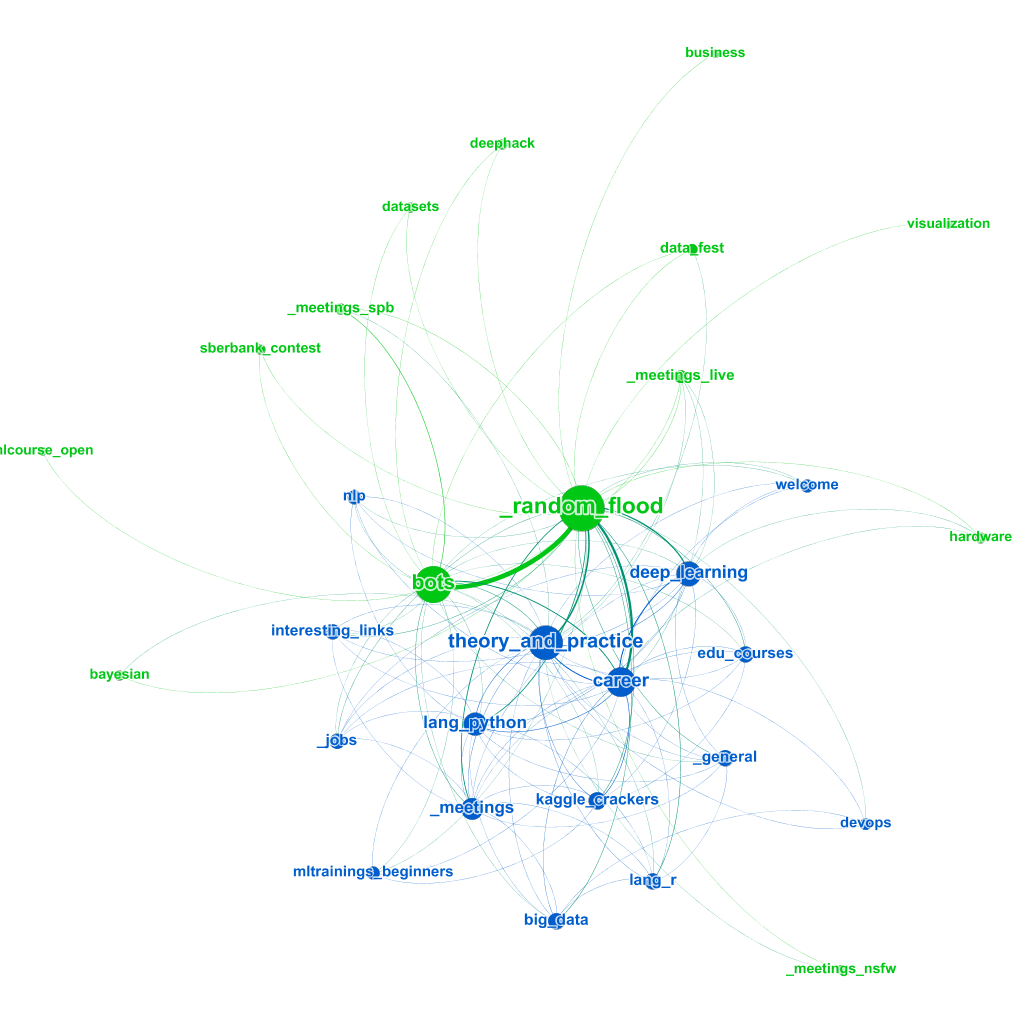 business
deephack
datasets
visualization
data_fest
_meetings_spb
sberbank_contest
_meetings_live
lcourse_open
welcome
nlp
_random_flood
hardware
deep_learning
bots
interesting_links
theory_and_practice
edu_courses
bayesian
career
lang_python
_jobs
_general
kaggle_crackers
_meetings
devops
mltrainings_beginners
lang_r
big_data
_meetings_nsfw